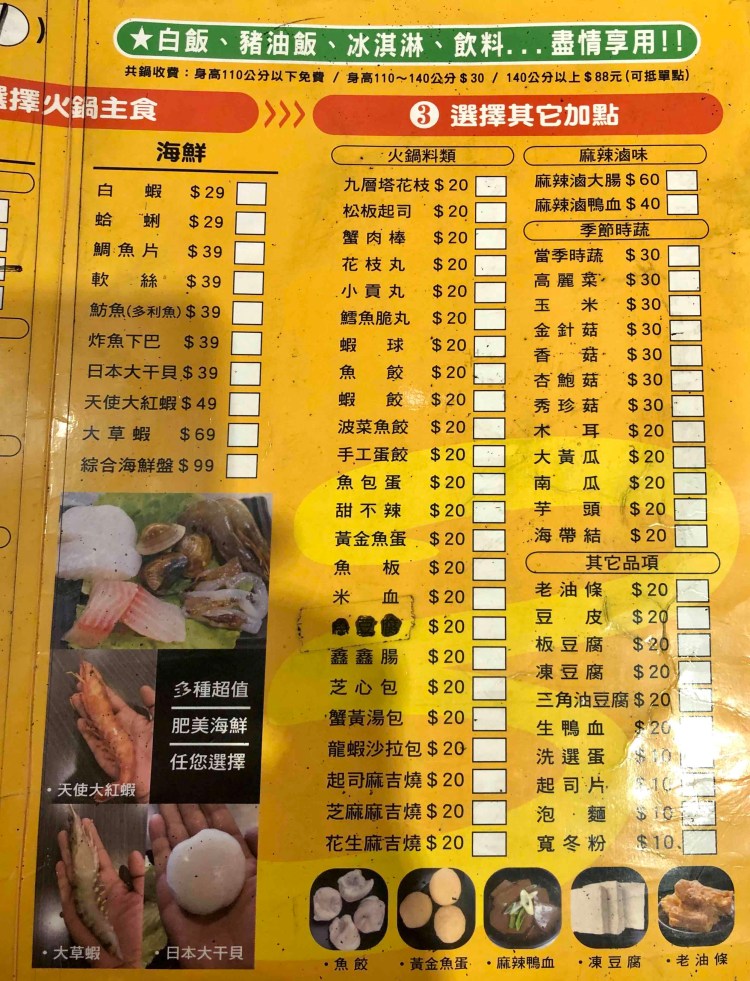 ★白飯、豬油飯、冰淇淋、飲料...盡情享用!!
共鍋收費：身高110公分以下免費 / 身高110～140公分$30 / 140公分以上$88元(可抵單點)
選擇火鍋主食
③ 選擇其它加點
海鮮
白蝦 $29
蛤蜊 $29
鯛魚片 $39
軟絲 $39
魴魚(多利魚) $39
炸魚下巴 $39
日本大干貝 $39
天使大紅蝦 $49
大草蝦 $69
綜合海鮮盤 $99
多種超值
肥美海鮮
任您選擇
·天使大紅蝦
·大草蝦
·日本大干貝
火鍋料類
九層塔花枝 $20
松板起司 $20
蟹肉棒 $20
花枝丸 $20
小貢丸 $20
鱈魚脆丸 $20
蝦球 $20
魚餃 $20
蝦餃 $20
波菜魚餃 $20
手工蛋餃 $20
魚包蛋 $20
甜不辣 $20
黃金魚蛋 $20
魚板 $20
米血 $20
$20
鑫鑫腸 $20
芝心包 $20
蟹黃湯包 $20
龍蝦沙拉包 $20
起司麻吉燒 $20
芝麻麻吉燒 $20
花生麻吉燒 $20
麻辣滷味
麻辣滷大腸 $60
麻辣滷鴨血 $40
季節時蔬
當季時蔬 $30
高麗菜 $30
玉米 $30
金針菇 $30
香菇 $30
杏鮑菇 $30
秀珍菇 $30
木耳 $20
大黃瓜 $20
南瓜 $20
芋頭 $20
海帶結 $20
其它品項
老油條 $20
豆皮 $20
板豆腐 $20
凍豆腐 $20
三角油豆腐 $20
生鴨血 $20
洗選蛋 $10
起司片 $10
泡麵 $10
寬冬粉 $10
·魚餃
·黃金魚蛋
·麻辣鴨血
·凍豆腐
·老油條